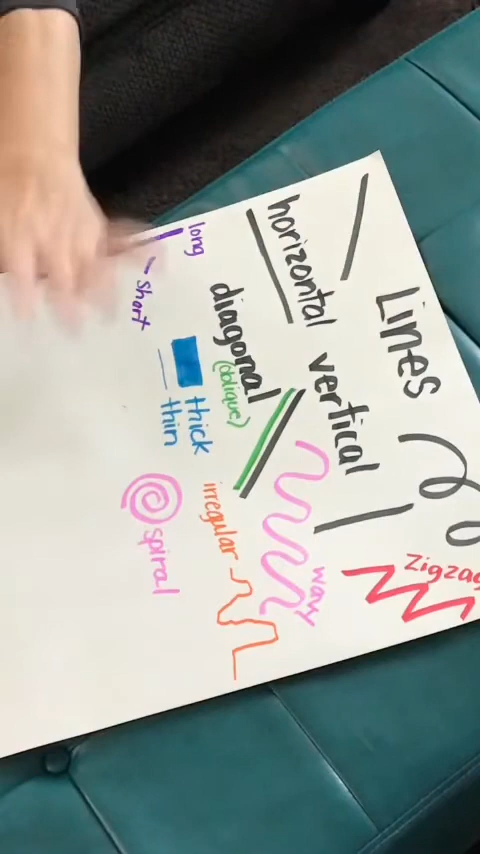 Lines
Zigzag
horizontal vertical
wavy
diagonal
(oblique)
irregular
long
thick
thin
short
spiral